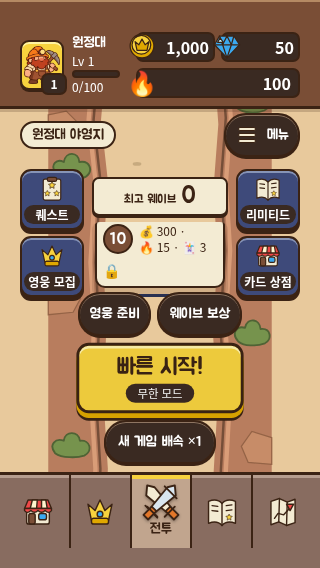 원정대
Lv 1
0/100
1
1,000
50
100
원정대 야영지
메뉴
퀘스트
최고 웨이브 0
리미티드
10
300 ·
15 · 3
영웅 모집
카드 상점
영웅 준비
웨이브 보상
빠른 시작!
무한 모드
새 게임 배속 ×1
전투